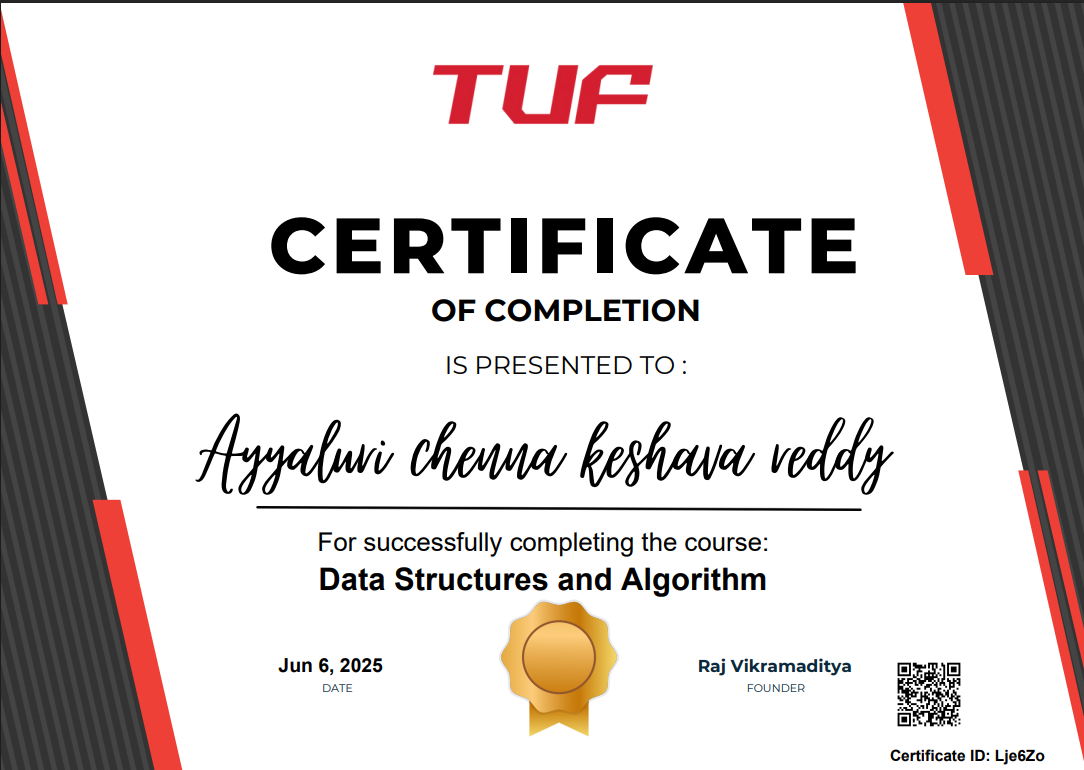 TUF
CERTIFICATE
OF COMPLETION
IS PRESENTED TO :
Ayyaluvi chenna keshava reddy
For successfully completing the course:
Data Structures and Algorithm
Jun 6, 2025
DATE
Raj Vikramaditya
FOUNDER
Certificate ID: Lje6Zo